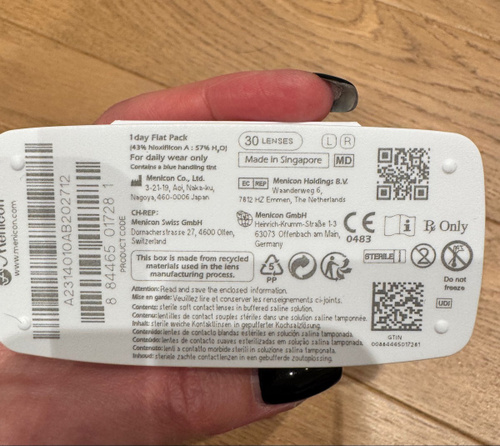 1day Flat Pack
(43% hioxifilcon A : 57% H₂O)
For daily wear only
Contains a blue handling tint
Menicon Co., Ltd.
3-21-19, Aoi, Naka-ku,
Nagoya, 460-0006 Japan
CH-REP:
Menicon Swiss GmbH
Dornacherstrasse 27, 4600 Olten,
Switzerland
This box is made from recycled
materials used in the lens
manufacturing process.
30 LENSES
L R
Made in Singapore
MD
EC REP
Menicon Holdings B.V.
Waanderweg 6,
7812 HZ Emmen, The Netherlands
Menicon GmbH
Heinrich-Krumm-Straße 1-3
63073 Offenbach am Main,
Germany
CE
0483
i
Rx Only
5
PP
STERILE
2
Do not
freeze
Attention: Read and save the enclosed information.
Mise en garde: Veuillez lire et conserver les renseignements ci-joints.
Contents: sterile soft contact lenses in buffered saline solution.
Contenu: lentilles de contact souples stériles dans une solution saline tamponnée.
Inhalt: sterile weiche Kontaktlinsen in gepufferter Kochsalzlösung.
Contenido: lentes de contacto blandas estériles en solución salina tamponada.
Conteúdo: lentes de contacto suaves esterilizadas em solução salina tamponada.
Contenuto: lenti a contatto morbide sterili in soluzione salina tamponata.
Inhoud: steriele zachte contactlenzen in een gebufferde zoutoplossing.
UDI
GTIN
00884465017281
Menicon
www.menicon.com
A2314010AB202712
8 84465 01728 1
PRODUCT CODE